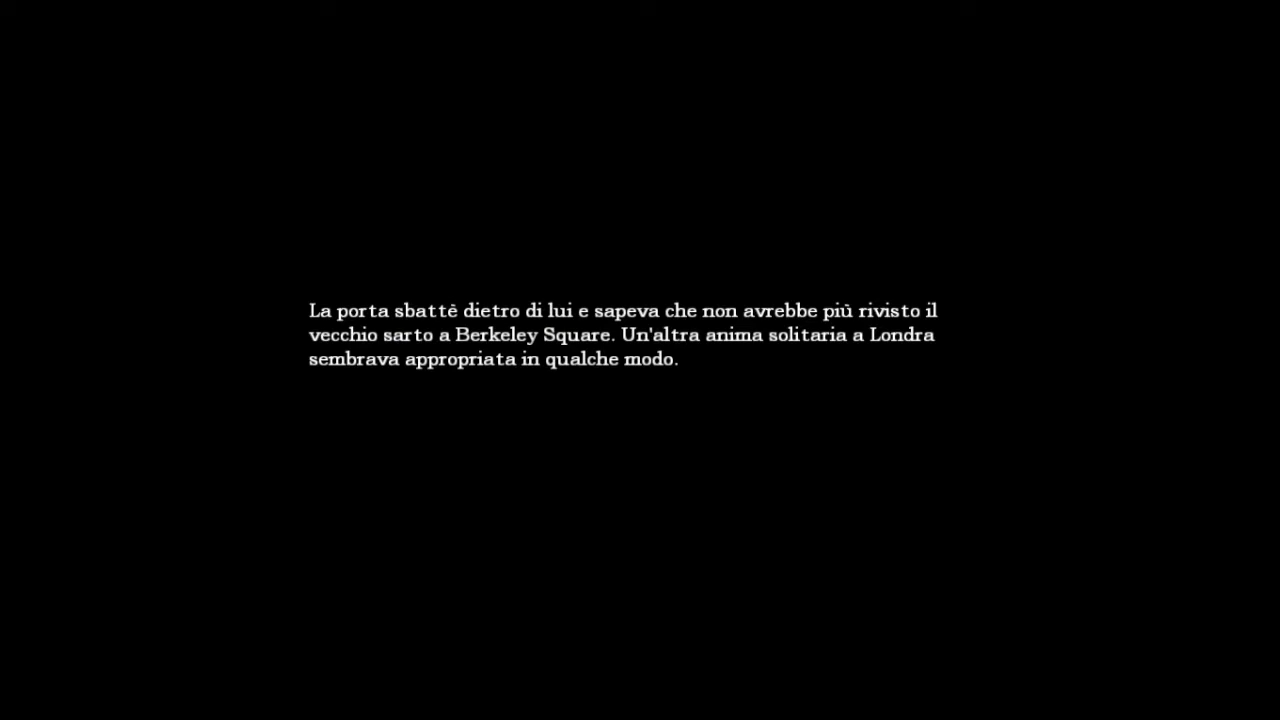 La porta sbattè dietro di lui e sapeva che non avrebbe più rivisto il
vecchio sarto a Berkeley Square. Un'altra anima solitaria a Londra
sembrava appropriata in qualche modo.